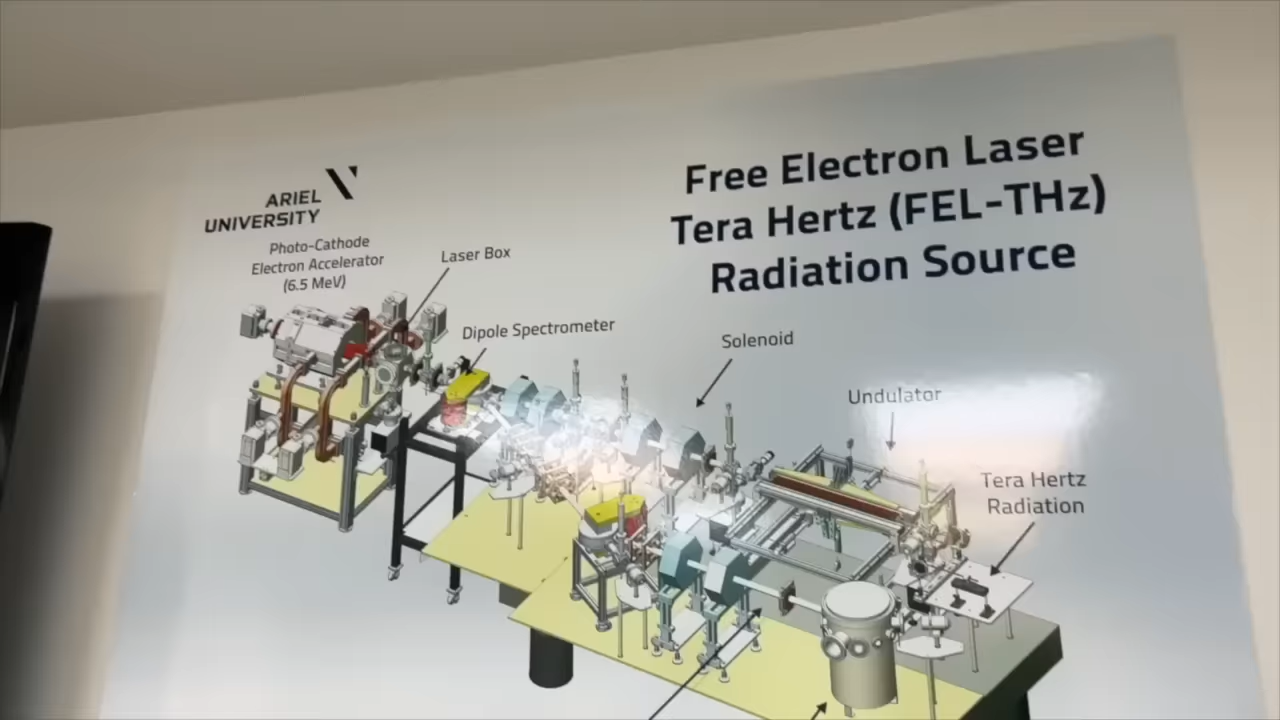 ARIEL
UNIVERSITY
Free Electron Laser
Tera Hertz (FEL-THz)
Radiation Source
Photo-Cathode
Electron Accelerator
(6.5 MeV)
Laser Box
Dipole Spectrometer
Solenoid
Undulator
Tera Hertz
Radiation